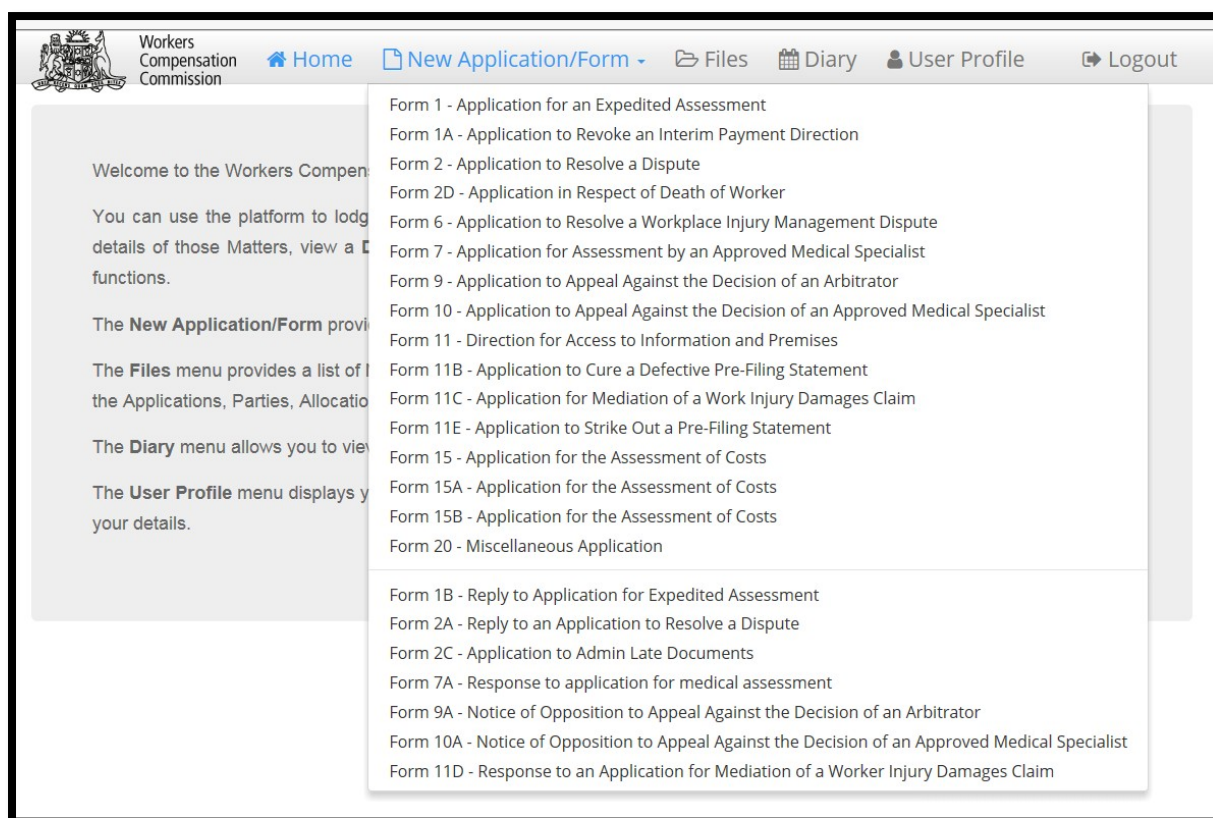 Workers
Compensation
Commission
Home
New Application/Form
Files
Diary
User Profile
Logout
Form 1 - Application for an Expedited Assessment
Form 1A - Application to Revoke an Interim Payment Direction
Form 2 - Application to Resolve a Dispute
Form 2D - Application in Respect of Death of Worker
Form 6 - Application to Resolve a Workplace Injury Management Dispute
Form 7 - Application for Assessment by an Approved Medical Specialist
Form 9 - Application to Appeal Against the Decision of an Arbitrator
Form 10 - Application to Appeal Against the Decision of an Approved Medical Specialist
Form 11 - Direction for Access to Information and Premises
Form 11B - Application to Cure a Defective Pre-Filing Statement
Form 11C - Application for Mediation of a Work Injury Damages Claim
Form 11E - Application to Strike Out a Pre-Filing Statement
Form 15 - Application for the Assessment of Costs
Form 15A - Application for the Assessment of Costs
Form 15B - Application for the Assessment of Costs
Form 20 - Miscellaneous Application
Form 1B - Reply to Application for Expedited Assessment
Form 2A - Reply to an Application to Resolve a Dispute
Form 2C - Application to Admin Late Documents
Form 7A - Response to application for medical assessment
Form 9A - Notice of Opposition to Appeal Against the Decision of an Arbitrator
Form 10A - Notice of Opposition to Appeal Against the Decision of an Approved Medical Specialist
Form 11D - Response to an Application for Mediation of a Worker Injury Damages Claim
Welcome to the Workers Compen
You can use the platform to lodg
details of those Matters, view a D
functions.
The New Application/Form provi
The Files menu provides a list of
the Applications, Parties, Allocatio
The Diary menu allows you to vie
The User Profile menu displays y
your details.